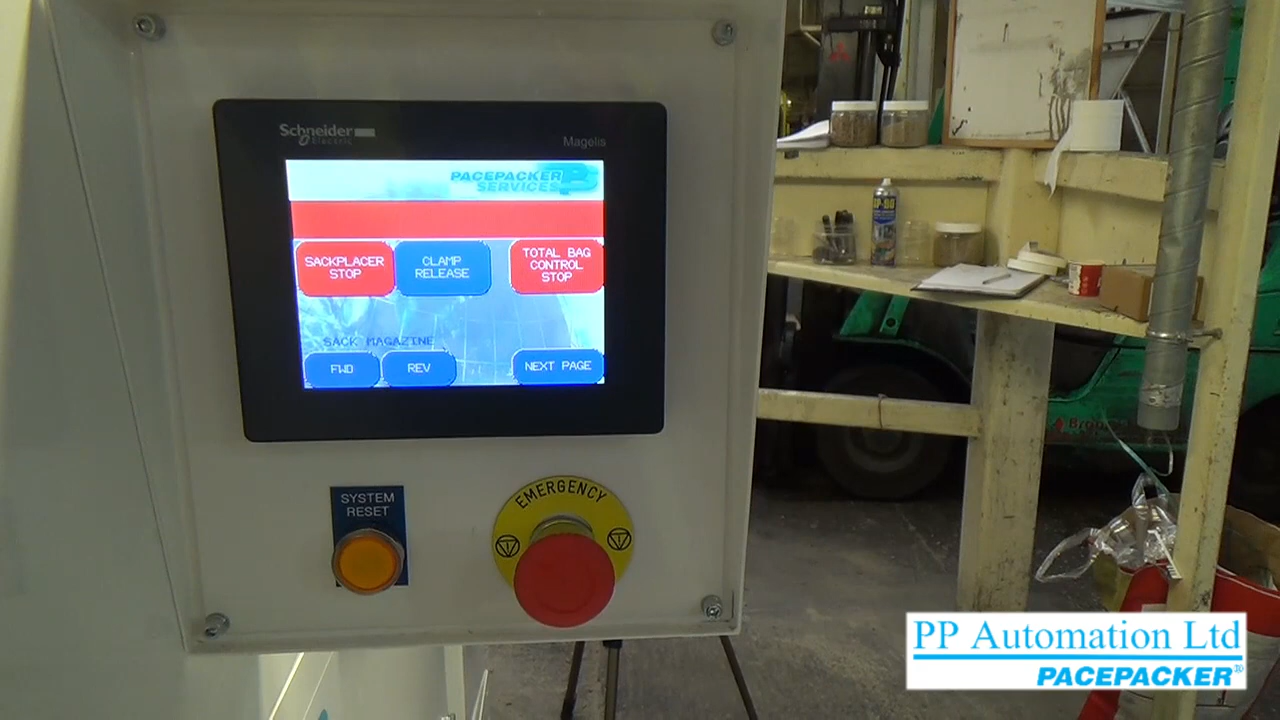 Schneider
Electric
Magelis
PACEPACKER
SERVICES
SACKPLACER
STOP
CLAMP
RELEASE
TOTAL BAG
CONTROL
STOP
SACK MAGAZINE
FWD
REV
NEXT PAGE
SYSTEM
RESET
EMERGENCY
PP Automation Ltd
PACEPACKER®